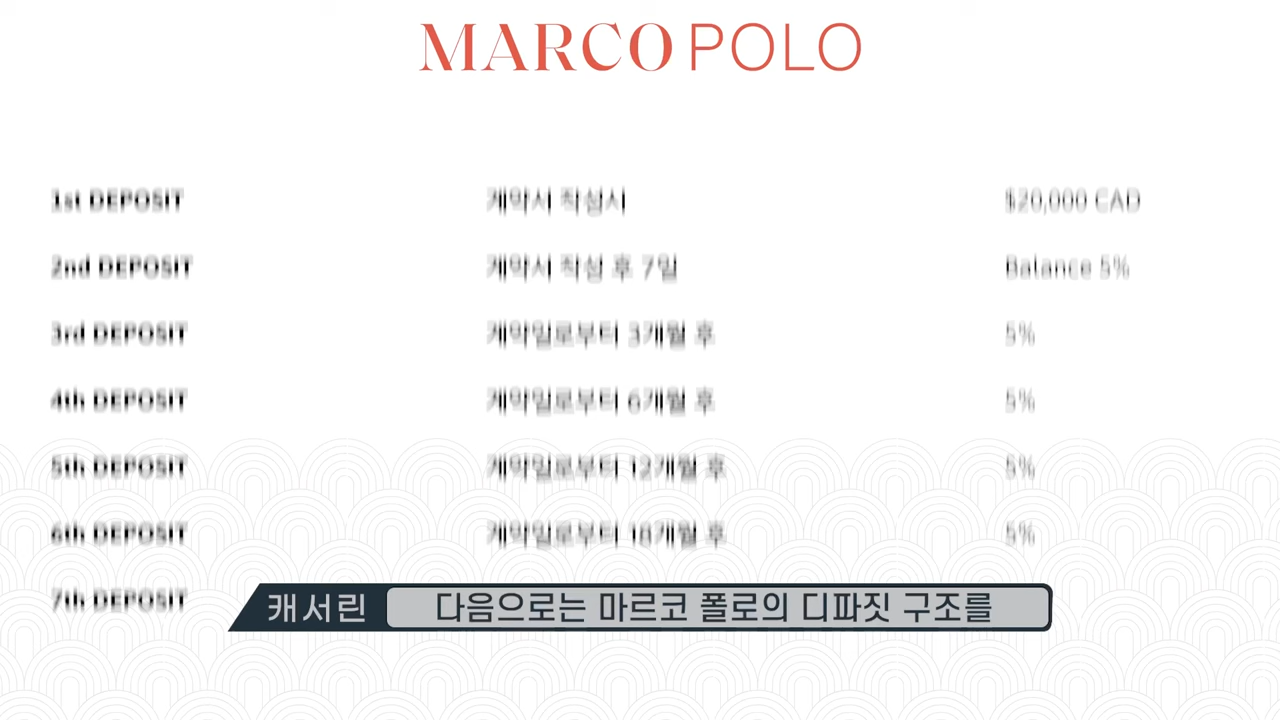 MARCO POLO
1st DEPOSIT 계약서 작성시 $20,000 CAD
2nd DEPOSIT 계약서 작성 후 7일 Balance 5%
3rd DEPOSIT 계약일로부터 3개월 후 5%
4th DEPOSIT 계약일로부터 6개월 후 5%
5th DEPOSIT 계약일로부터 12개월 후 5%
6th DEPOSIT 계약일로부터 18개월 후 5%
7th DEPOSIT
캐서린 다음으로는 마르코 폴로의 디파짓 구조를